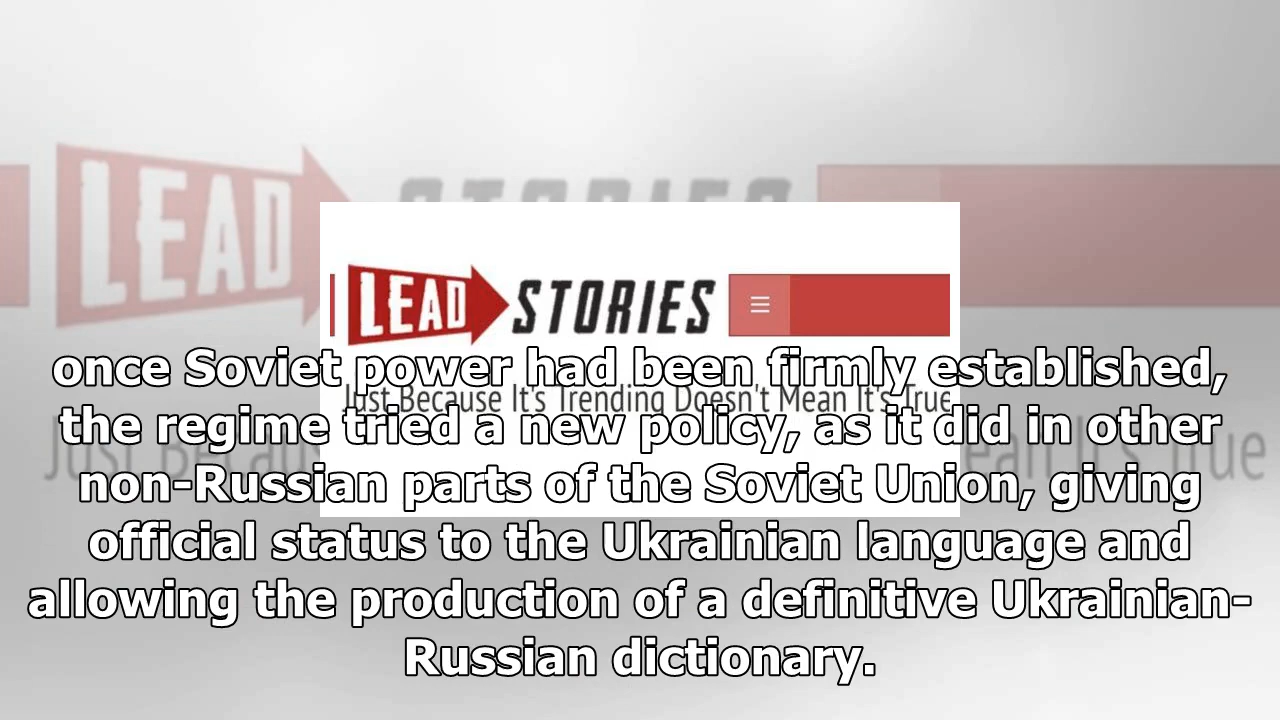 LEAD STORIES
LEAD STORIES
Just Because It's Trending Doesn't Mean It's True
once Soviet power had been firmly established,
the regime tried a new policy, as it did in other
non-Russian parts of the Soviet Union, giving
official status to the Ukrainian language and
allowing the production of a definitive Ukrainian-
Russian dictionary.